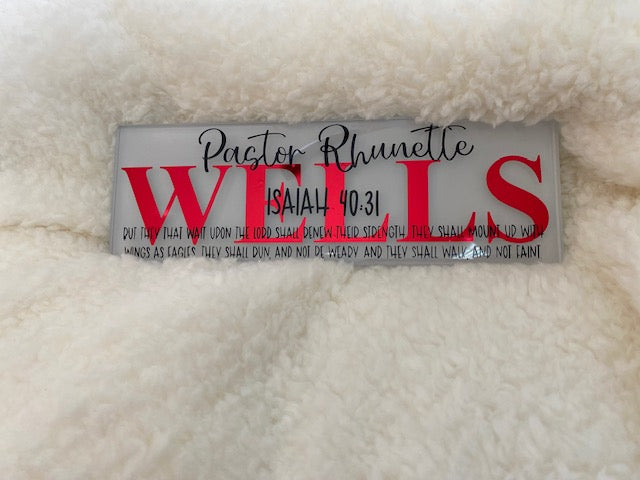 Pastor Rhunette
WELLS
ISAIAH 40:31
BUT THEY THAT WAIT UPON THE LORD SHALL RENEW THEIR STRENGTH, THEY SHALL MOUNT UP WITH
WINGS AS EAGLES, THEY SHALL RUN, AND NOT BE WEARY AND THEY SHALL WALK, AND NOT FAINT